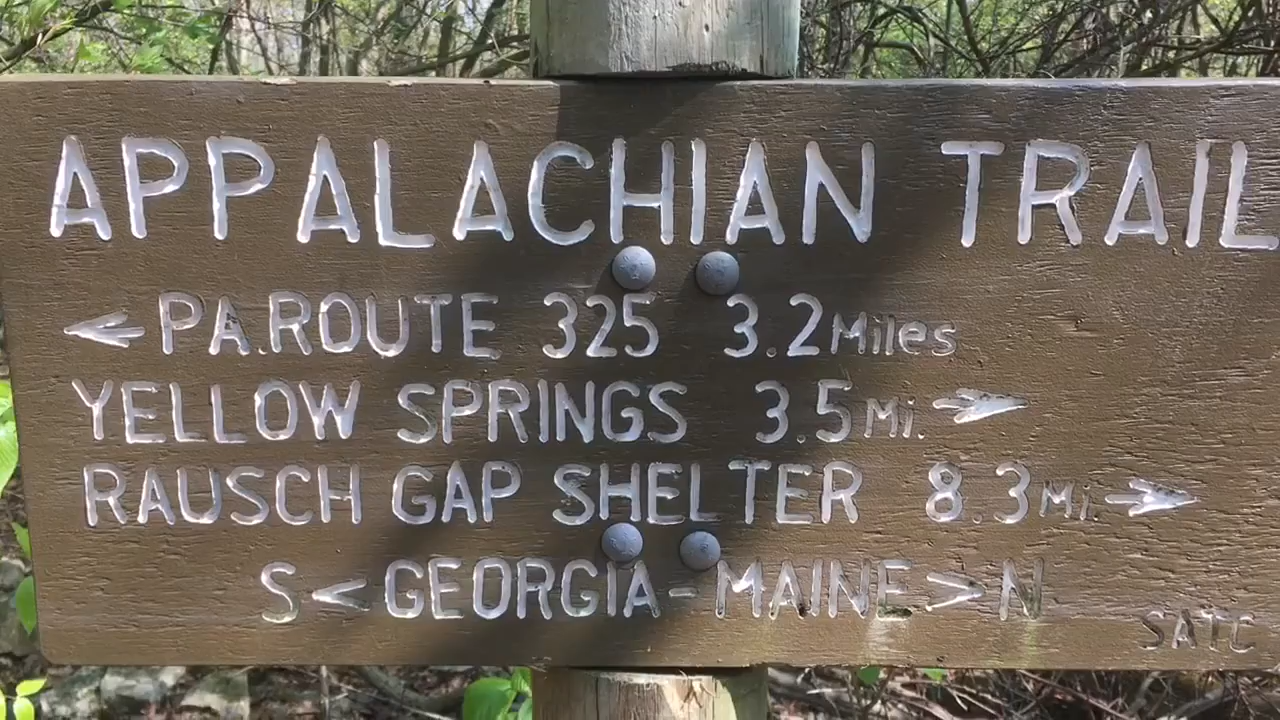 APPALACHIAN TRAIL
← PA. ROUTE 325 3.2 Miles
YELLOW SPRINGS 3.5 Mi. →
RAUSCH GAP SHELTER 8.3 Mi. →
S < GEORGIA - MAINE > N
SATC